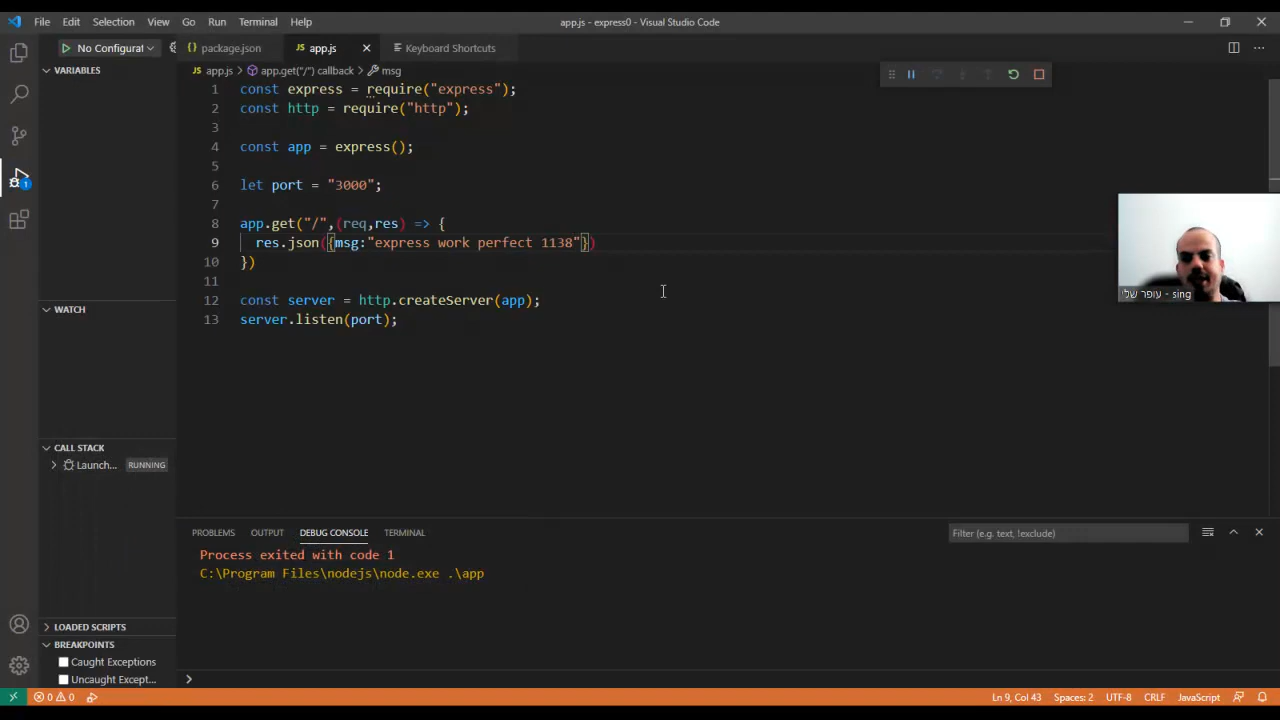 File Edit Selection View Go Run Terminal Help
app.js - express0 - Visual Studio Code
No Configurat
package.json
app.js
Keyboard Shortcuts
VARIABLES
app.js > app.get("/") callback > msg
1 const express = require("express");
2 const http = require("http");
3
4 const app = express();
5
6 let port = "3000";
7
8 app.get("/",(req,res) => {
9 res.json({msg:"express work perfect 1138"})
10 })
11
12 const server = http.createServer(app);
13 server.listen(port);
1
sing - עופר שלי
WATCH
CALL STACK
Launch... RUNNING
PROBLEMS OUTPUT DEBUG CONSOLE TERMINAL
Filter (e.g. text, !exclude)
Process exited with code 1
C:\Program Files\nodejs\node.exe .\app
LOADED SCRIPTS
BREAKPOINTS
Caught Exceptions
Uncaught Except...
0 0
Ln 9, Col 43 Spaces: 2 UTF-8 CRLF JavaScript